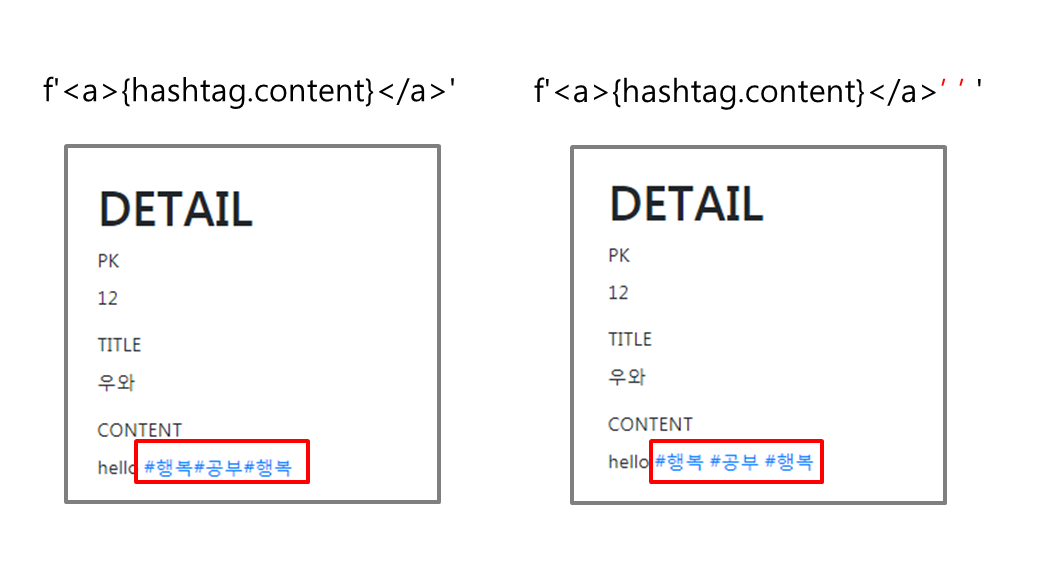 f'<a>{hashtag.content}</a>'
DETAIL
PK
12
TITLE
우와
CONTENT
hello #행복#공부#행복
f'<a>{hashtag.content}</a>' ' '
DETAIL
PK
12
TITLE
우와
CONTENT
hello #행복 #공부 #행복